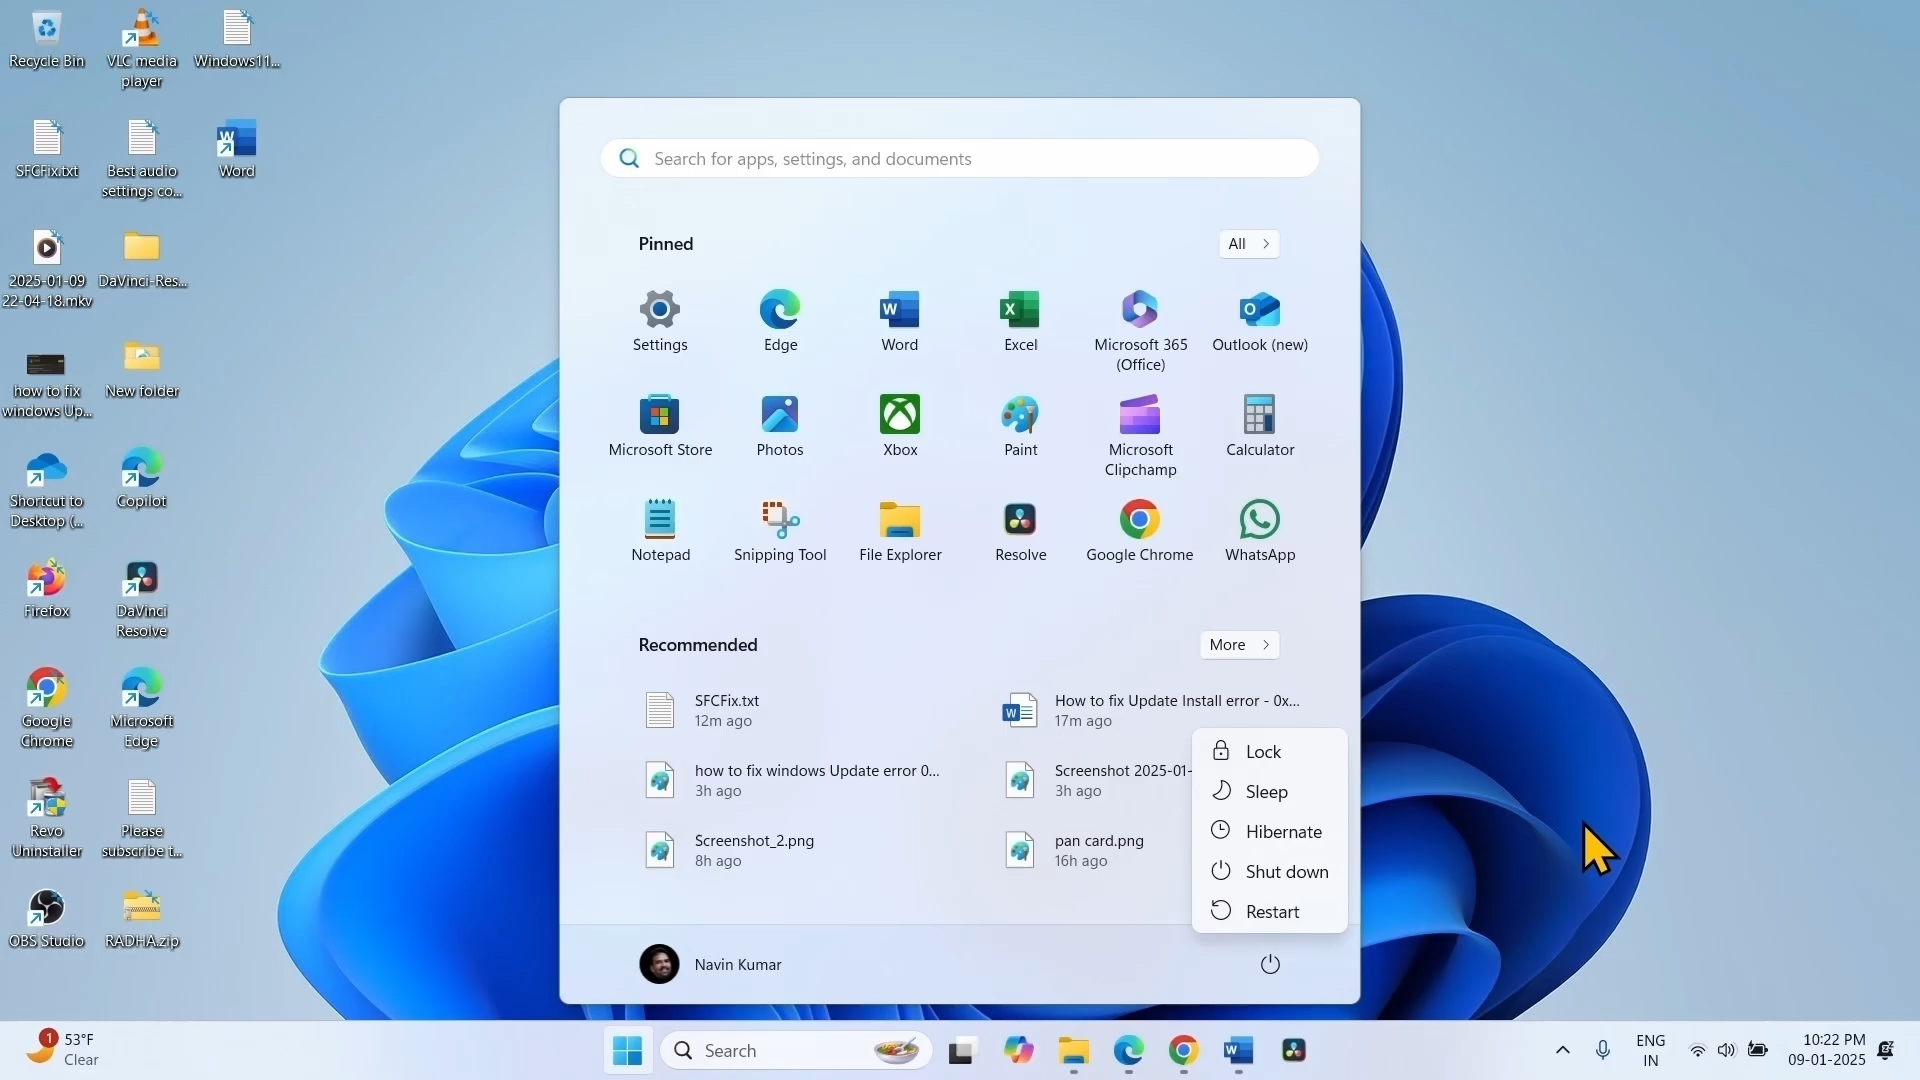 Recycle Bin
VLC media
player
Windows11...
SFCFix.txt
Best audio
settings co...
Word
2025-01-09
22-04-18.mkv
DaVinci-Res...
how to fix
windows Up...
New folder
Shortcut to
Desktop (...
Copilot
Firefox
DaVinci
Resolve
Google
Chrome
Microsoft
Edge
Revo
Uninstaller
Please
subscribe t...
OBS Studio
RADHA.zip
Search for apps, settings, and documents
Pinned
All
Settings
Edge
Word
Excel
Microsoft 365
(Office)
Outlook (new)
Microsoft Store
Photos
Xbox
Paint
Microsoft
Clipchamp
Calculator
Notepad
Snipping Tool
File Explorer
Resolve
Google Chrome
WhatsApp
Recommended
More
SFCFix.txt
12m ago
How to fix Update Install error - 0x...
17m ago
how to fix windows Update error 0...
3h ago
Screenshot 2025-01-
3h ago
Screenshot_2.png
8h ago
pan card.png
16h ago
Lock
Sleep
Hibernate
Shut down
Restart
Navin Kumar
1
53°F
Clear
Search
ENG
IN
10:22 PM
09-01-2025